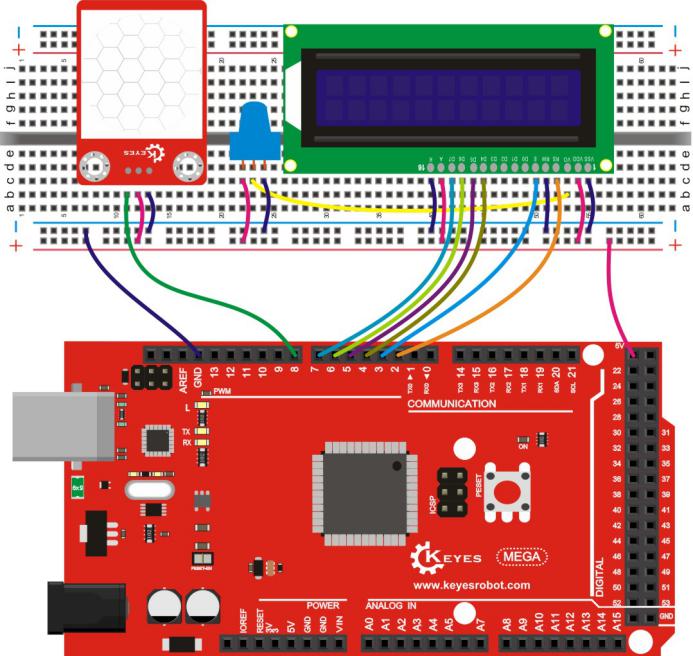 1 5 10 15 20 25 30 35 40 45 50 55 60
a b c d e f g h i j
KEYES
16 K A D7 D6 D5 D4 D3 D2 D1 D0 E RW RS VO VDD VSS 1
AREF
GND
13
12
11
10
9
8
7
6
5
4
3
2
TX0 ▶ 1
RX0 ◀ 0
TX3 14
RX3 15
TX2 16
RX2 17
TX1 18
RX1 19
SDA 20
SCL 21
5V
PWM
COMMUNICATION
L
TX
RX
ON
ICSP
PESET
22
24
26
28
30
32
34
36
38
40
42
44
46
48
50
52
31
33
35
37
39
41
43
45
47
49
51
53
GND
DIGITAL
KEYES
MEGA
www.keyesrobot.com
POWER
ANALOG IN
IOREF
RESET
3V3
5V
GND
GND
VIN
A0
A1
A2
A3
A4
A5
A7
A8
A9
A10
A11
A12
A13
A14
A15